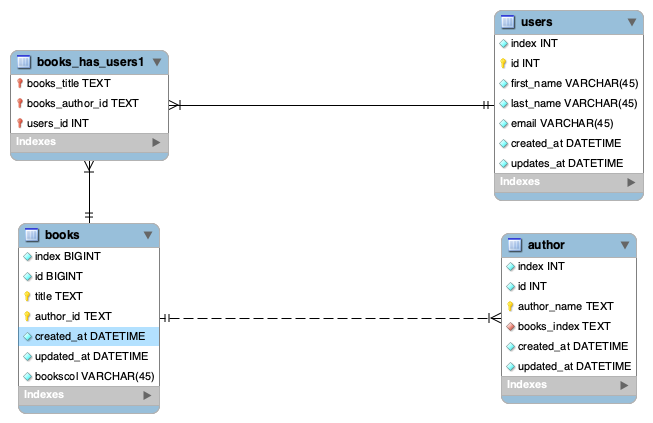 books_has_users1
books_title TEXT
books_author_id TEXT
users_id INT
Indexes
users
index INT
id INT
first_name VARCHAR(45)
last_name VARCHAR(45)
email VARCHAR(45)
created_at DATETIME
updates_at DATETIME
Indexes
books
index BIGINT
id BIGINT
title TEXT
author_id TEXT
created_at DATETIME
updated_at DATETIME
bookscol VARCHAR(45)
Indexes
author
index INT
id INT
author_name TEXT
books_index TEXT
created_at DATETIME
updated_at DATETIME
Indexes